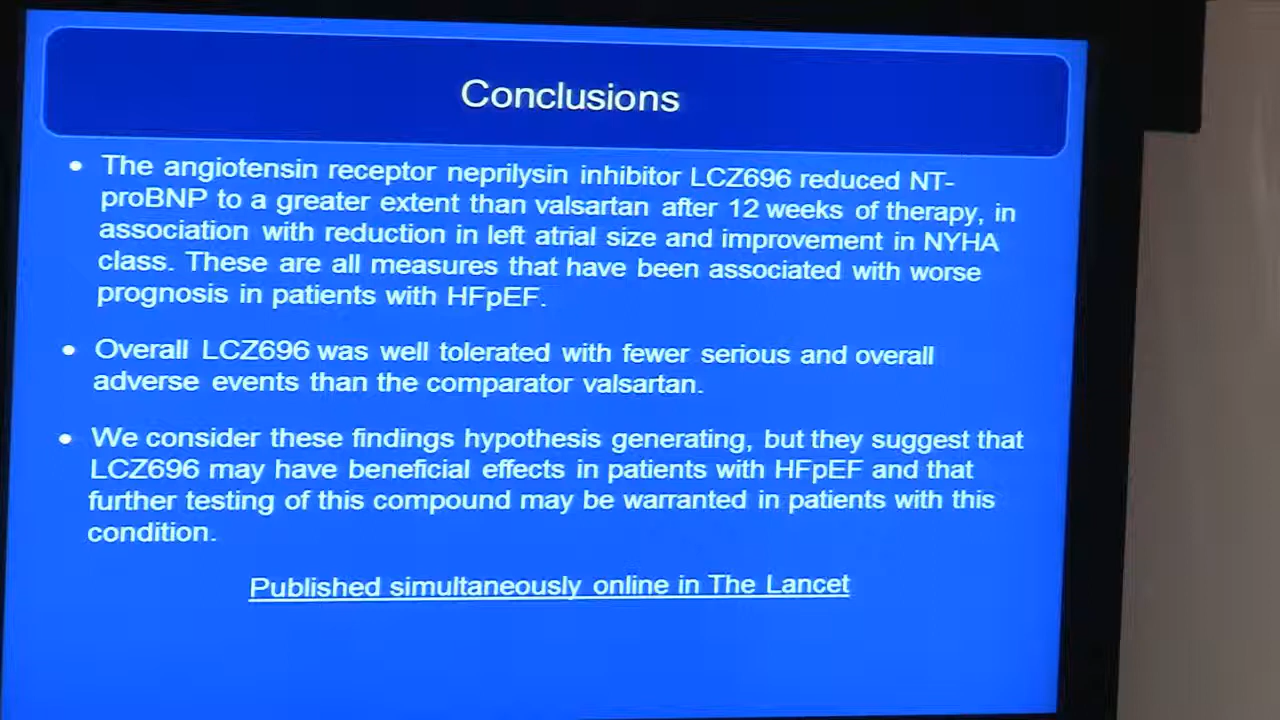 Conclusions
• The angiotensin receptor neprilysin inhibitor LCZ696 reduced NT-
proBNP to a greater extent than valsartan after 12 weeks of therapy, in
association with reduction in left atrial size and improvement in NYHA
class. These are all measures that have been associated with worse
prognosis in patients with HFpEF.
• Overall LCZ696 was well tolerated with fewer serious and overall
adverse events than the comparator valsartan.
• We consider these findings hypothesis generating, but they suggest that
LCZ696 may have beneficial effects in patients with HFpEF and that
further testing of this compound may be warranted in patients with this
condition.
Published simultaneously online in The Lancet